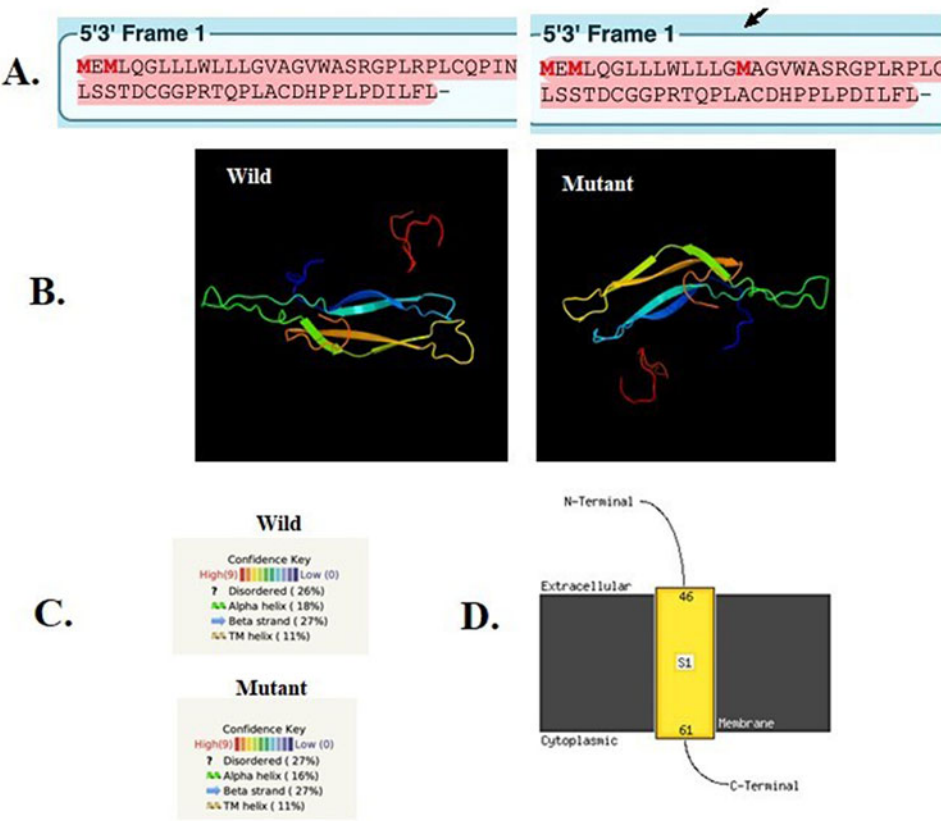 A.
5'3' Frame 1
MEMLQGLLLWLLLGVAGVWASRGPLRPLCQPIN
LSSTDCGGPRTQPLACDHPPLPDILFL-
5'3' Frame 1
MEMLQGLLLWLLLGMAGVWASRGPLRPLC
LSSTDCGGPRTQPLACDHPPLPDILFL-
B.
Wild
Mutant
C.
Wild
Confidence Key
High(9) Low (0)
? Disordered ( 26%)
Alpha helix ( 18%)
Beta strand ( 27%)
TM helix ( 11%)
Mutant
Confidence Key
High(9) Low (0)
? Disordered ( 27%)
Alpha helix ( 16%)
Beta strand ( 27%)
TM helix ( 11%)
D.
N-Terminal
Extracellular
46
S1
61
Membrane
Cytoplasmic
C-Terminal